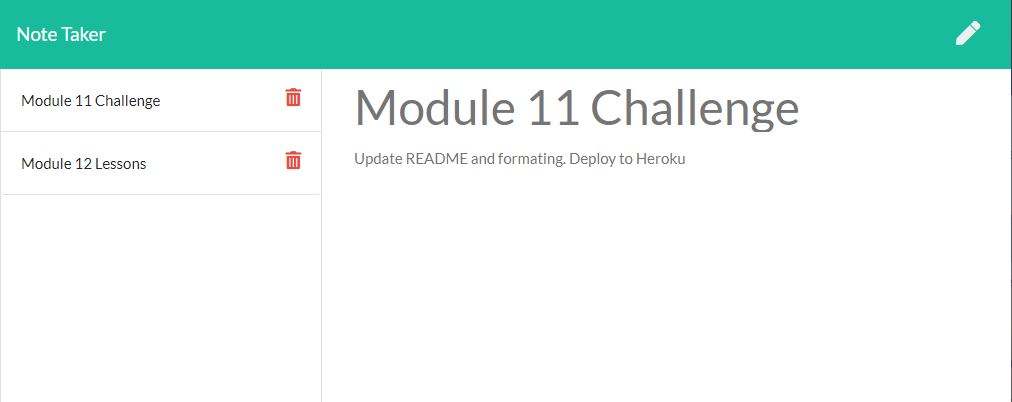 Note Taker
Module 11 Challenge
Module 12 Lessons
Module 11 Challenge
Update README and formating. Deploy to Heroku